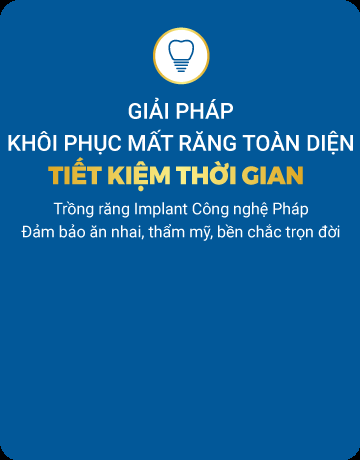 GIẢI PHÁP
KHÔI PHỤC MẤT RĂNG TOÀN DIỆN
TIẾT KIỆM THỜI GIAN
Trồng răng Implant Công nghệ Pháp
Đảm bảo ăn nhai, thẩm mỹ, bền chắc trọn đời